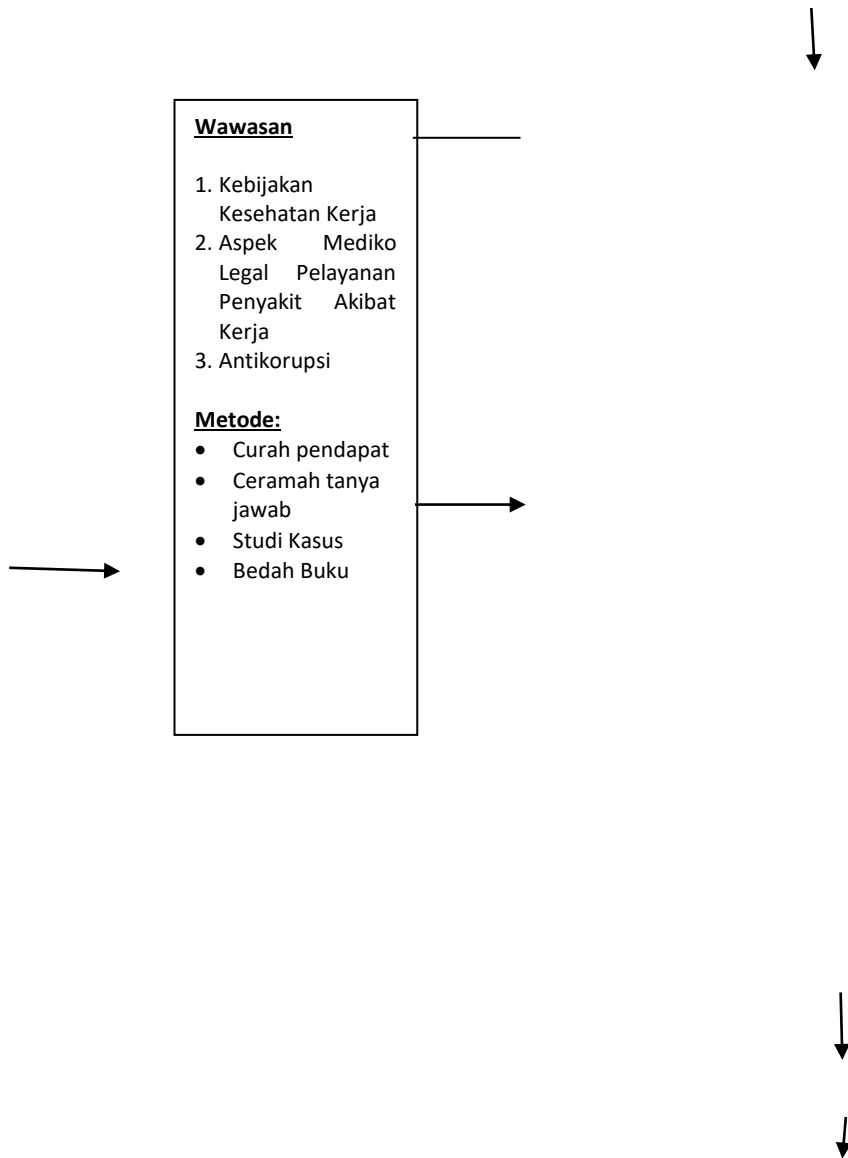 Wawasan
1. Kebijakan
Kesehatan Kerja
2. Aspek Mediko
Legal Pelayanan
Penyakit Akibat
Kerja
3. Antikorupsi
Metode:
• Curah pendapat
• Ceramah tanya
jawab
• Studi Kasus
• Bedah Buku